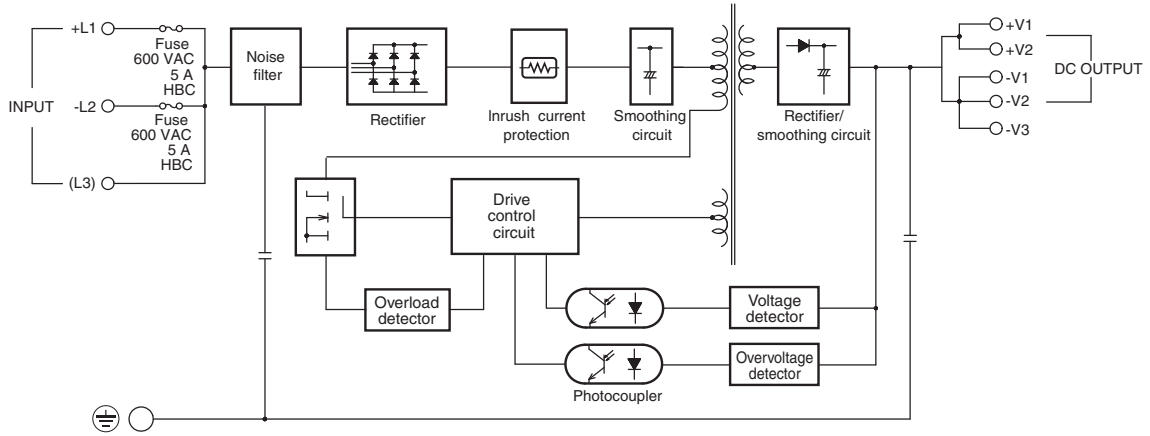 +L1
Fuse
600 VAC
5 A
HBC
INPUT
-L2
Fuse
600 VAC
5 A
HBC
(L3)
Noise
filter
Rectifier
Inrush current
protection
Smoothing
circuit
Rectifier/
smoothing circuit
+V1
+V2
-V1
-V2
-V3
DC OUTPUT
Drive
control
circuit
Overload
detector
Voltage
detector
Overvoltage
detector
Photocoupler